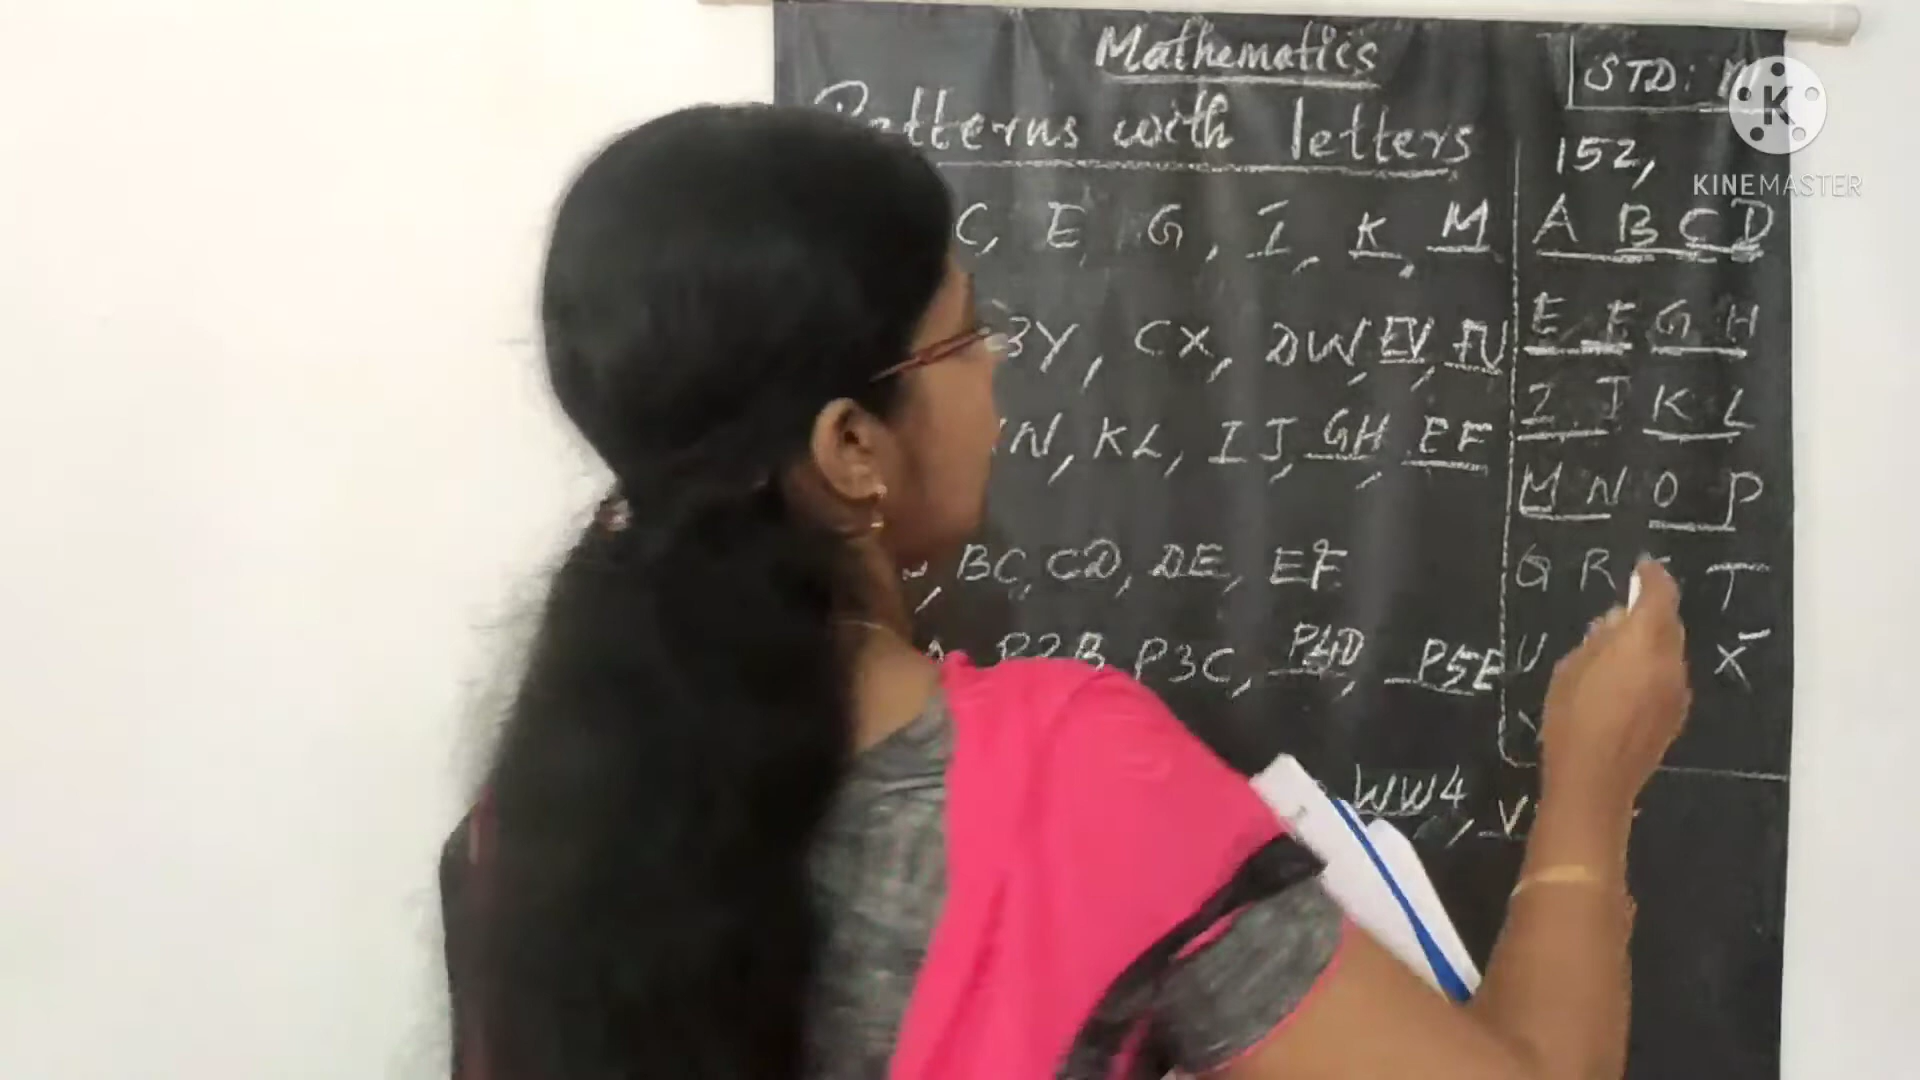 Mathematics
STD:
Patterns with letters
152,
C, E, G, I, K, M
A B C D
3Y, CX, DW, EV, FU
E F G H
N, KL, IJ, GH, EF
I J K L
M N O P
BC, CD, DE, EF
Q R T
P2B P3C, P4D, P5E
U X
WW4, V
K
KINEMASTER